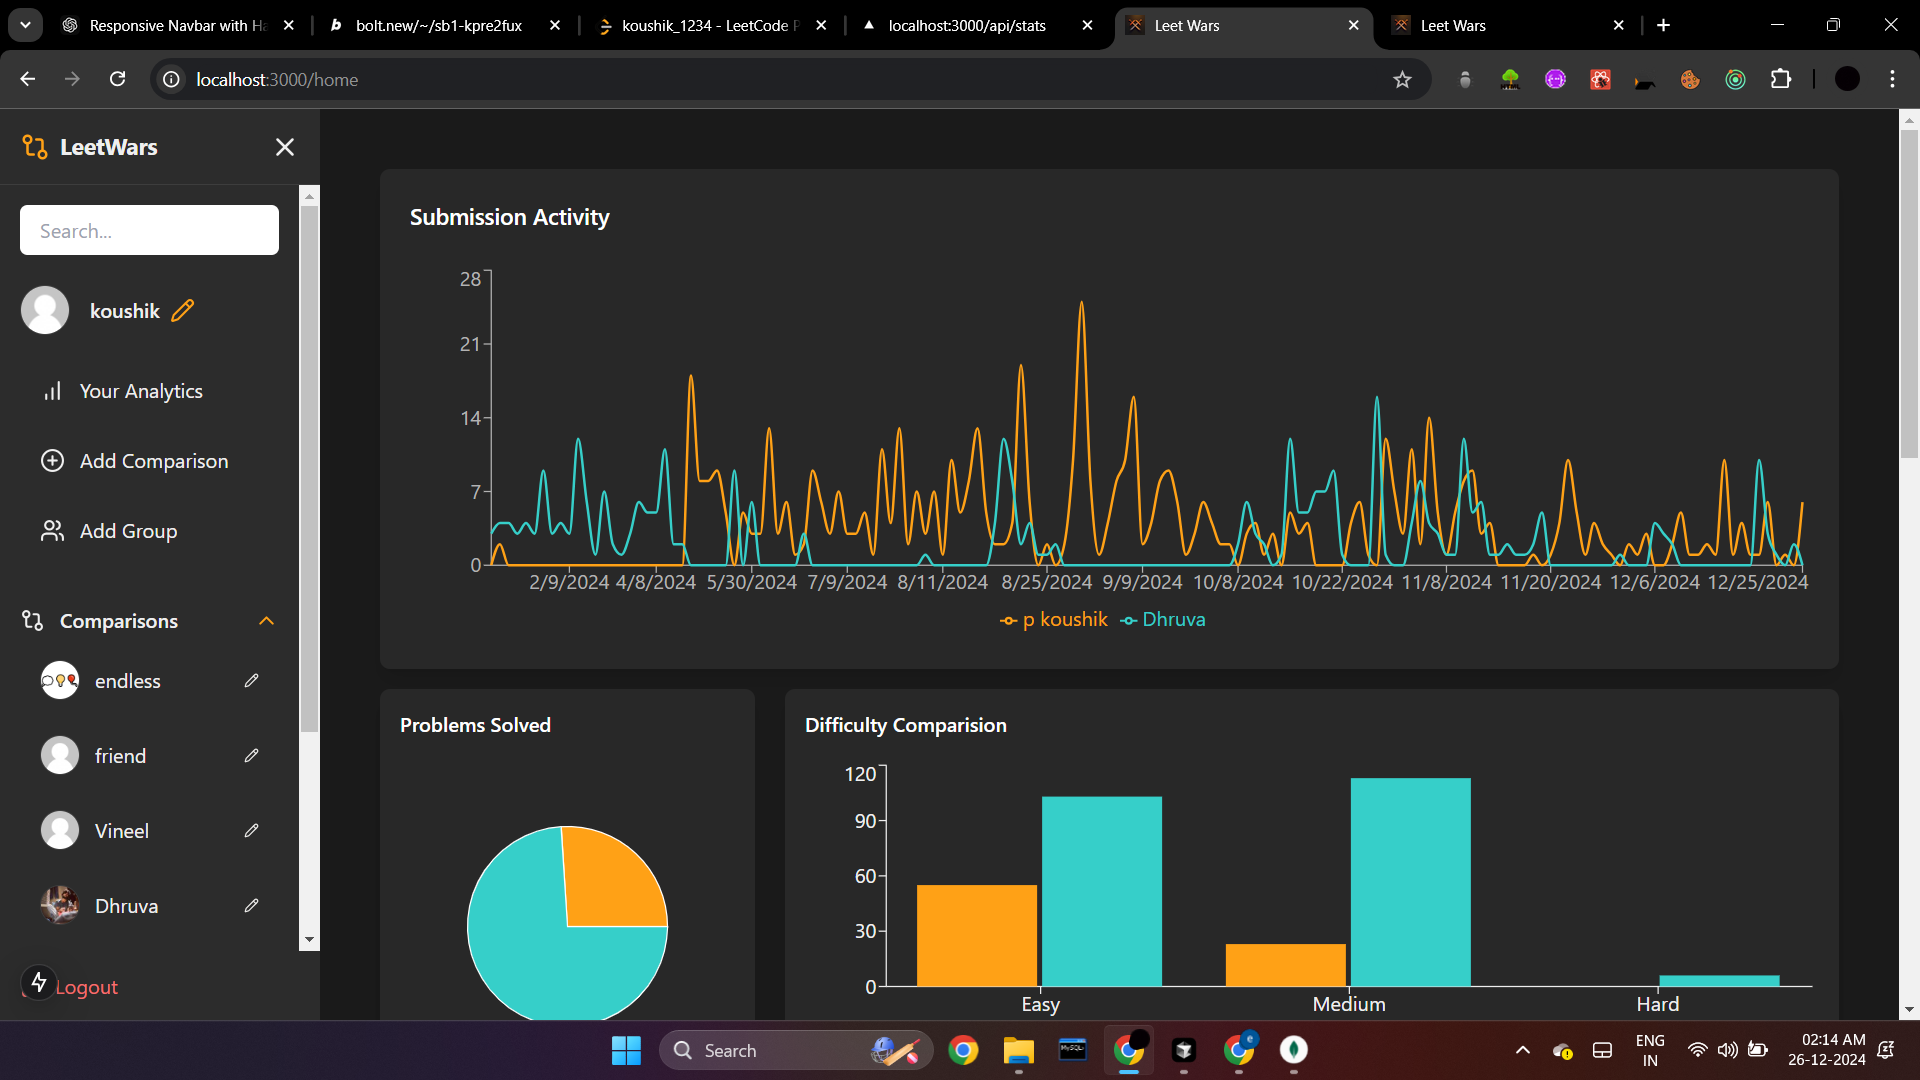 Responsive Navbar with Ha
bolt.new/~/sb1-kpre2fux
koushik_1234 - LeetCode P
localhost:3000/api/stats
Leet Wars
Leet Wars
localhost:3000/home
LeetWars
Search...
koushik
Your Analytics
Add Comparison
Add Group
Comparisons
endless
friend
Vineel
Dhruva
Logout
Submission Activity
28
21
14
7
0
2/9/2024 4/8/2024 5/30/2024 7/9/2024 8/11/2024 8/25/2024 9/9/2024 10/8/2024 10/22/2024 11/8/2024 11/20/2024 12/6/2024 12/25/2024
p koushik Dhruva
Problems Solved
Difficulty Comparision
120
90
60
30
0
Easy Medium Hard
Search
MySQL
ENG
IN
02:14 AM
26-12-2024